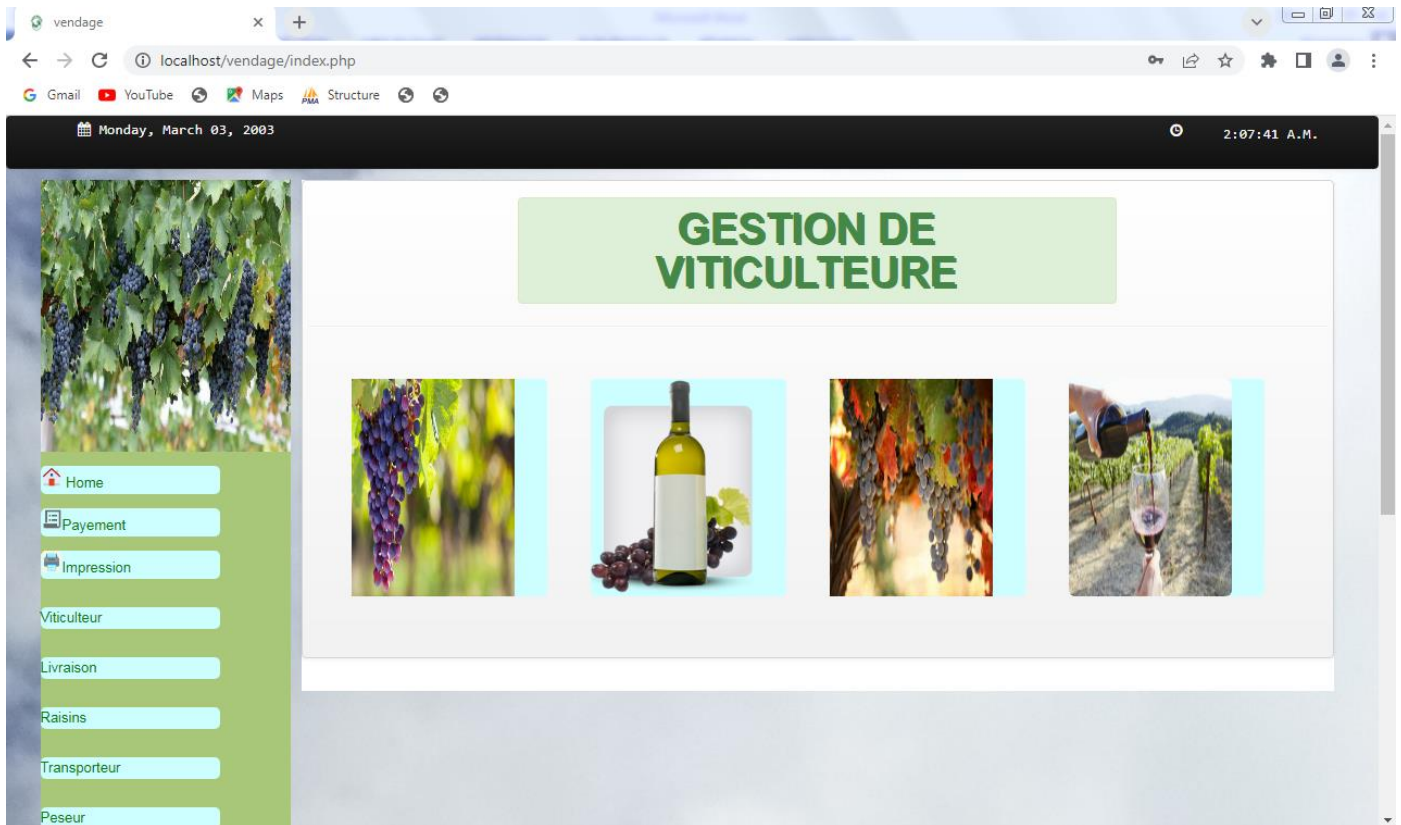 vendage
localhost/vendage/index.php
Gmail YouTube Maps Structure
Monday, March 03, 2003
2:07:41 A.M.
GESTION DE
VITICULTEURE
Home
Payement
Impression
Viticulteur
Livraison
Raisins
Transporteur
Peseur